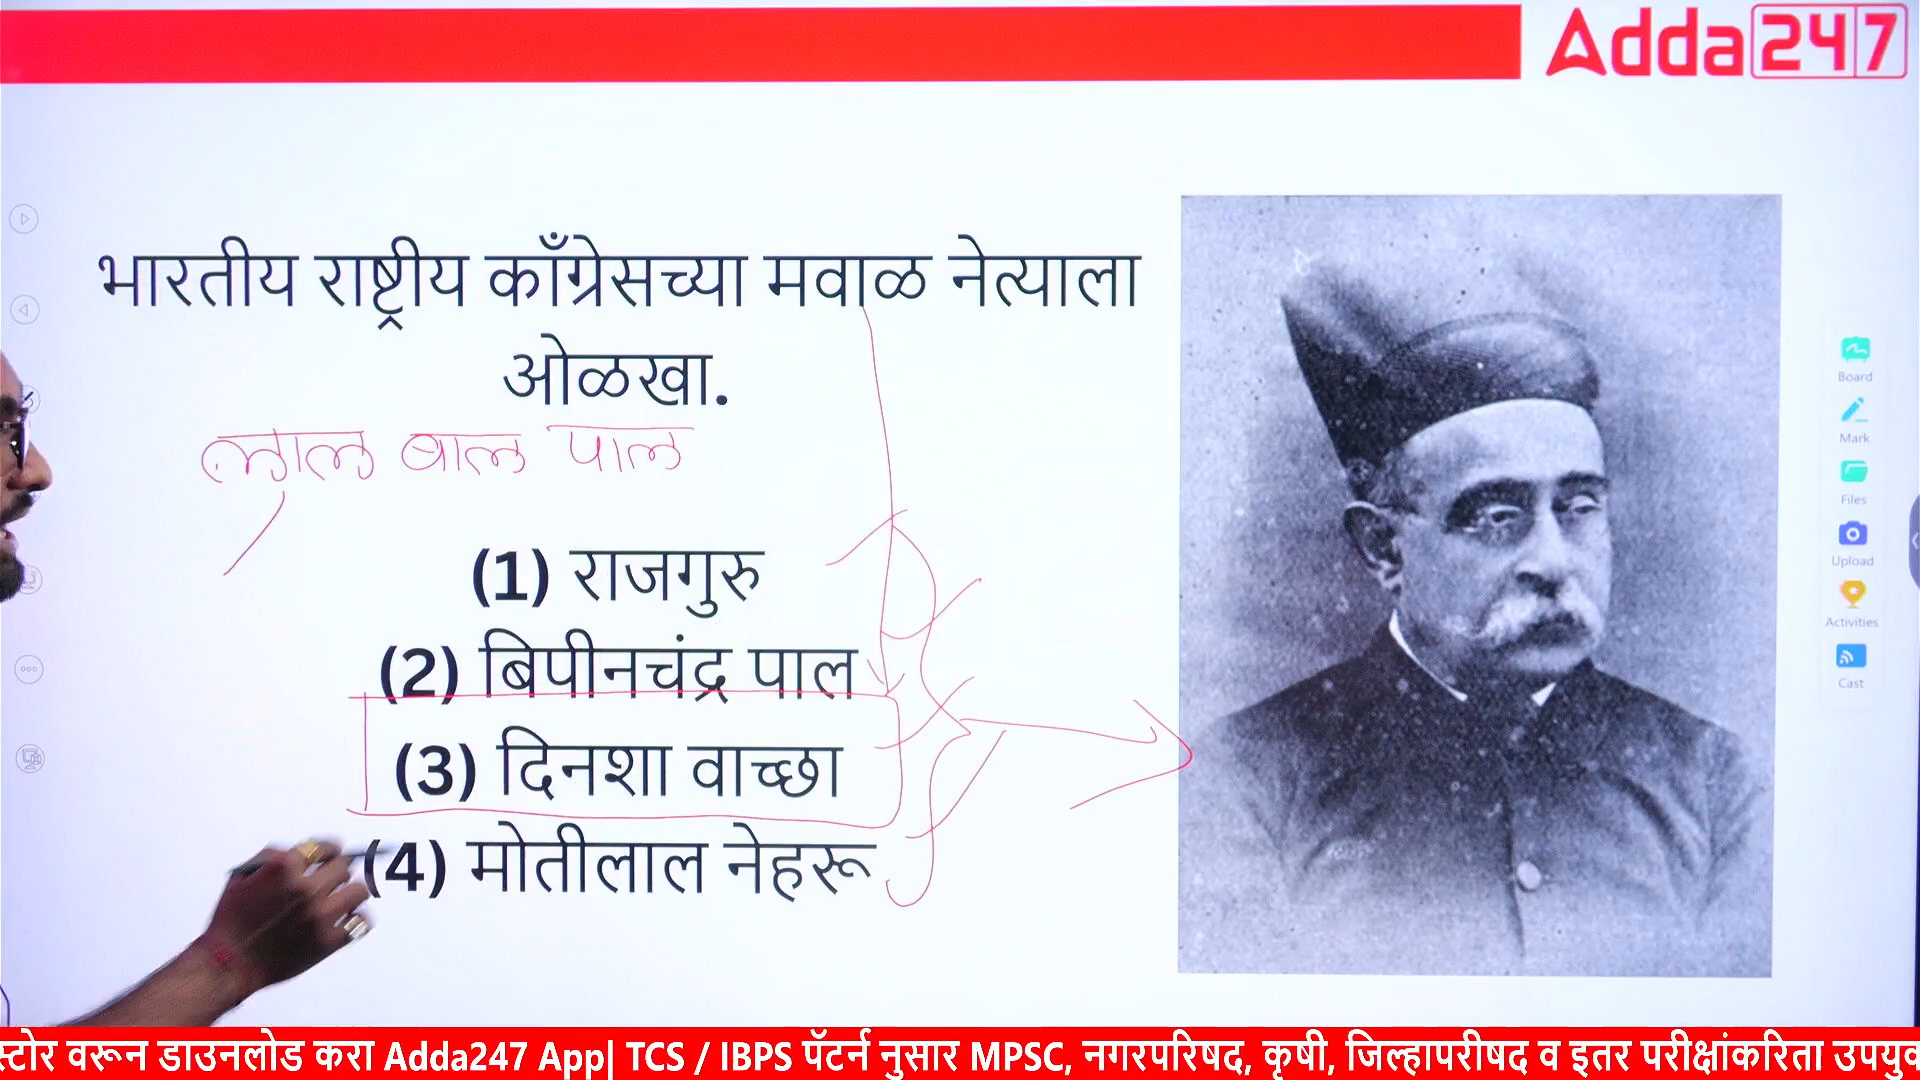 Adda247
भारतीय राष्ट्रीय काँग्रेसच्या मवाळ नेत्याला
ओळखा.
लाल बाल पाल
(1) राजगुरु
(2) बिपीनचंद्र पाल
(3) दिनशा वाच्छा
(4) मोतीलाल नेहरू
Board
Mark
Files
Upload
Activities
Cast
स्टोर वरून डाउनलोड करा Adda247 App| TCS / IBPS पॅटर्न नुसार MPSC, नगरपरिषद, कृषी, जिल्हापरीषद व इतर परीक्षांकरिता उपयु